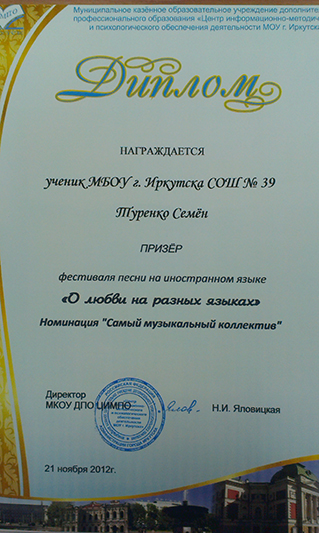 Муниципальное казённое образовательное учреждение дополните
профессионального образования «Центр информационно-методиче
и психологического обеспечения деятельности МОУ г. Иркутска
Диплом
НАГРАЖДАЕТСЯ
ученик МБОУ г. Иркутска СОШ № 39
Туренко Семён
ПРИЗЁР
фестиваля песни на иностранном языке
«О любви на разных языках»
Номинация "Самый музыкальный коллектив"
Директор
МКОУ ДПО ЦИМПО
Н.И. Яловицкая
21 ноября 2012г.